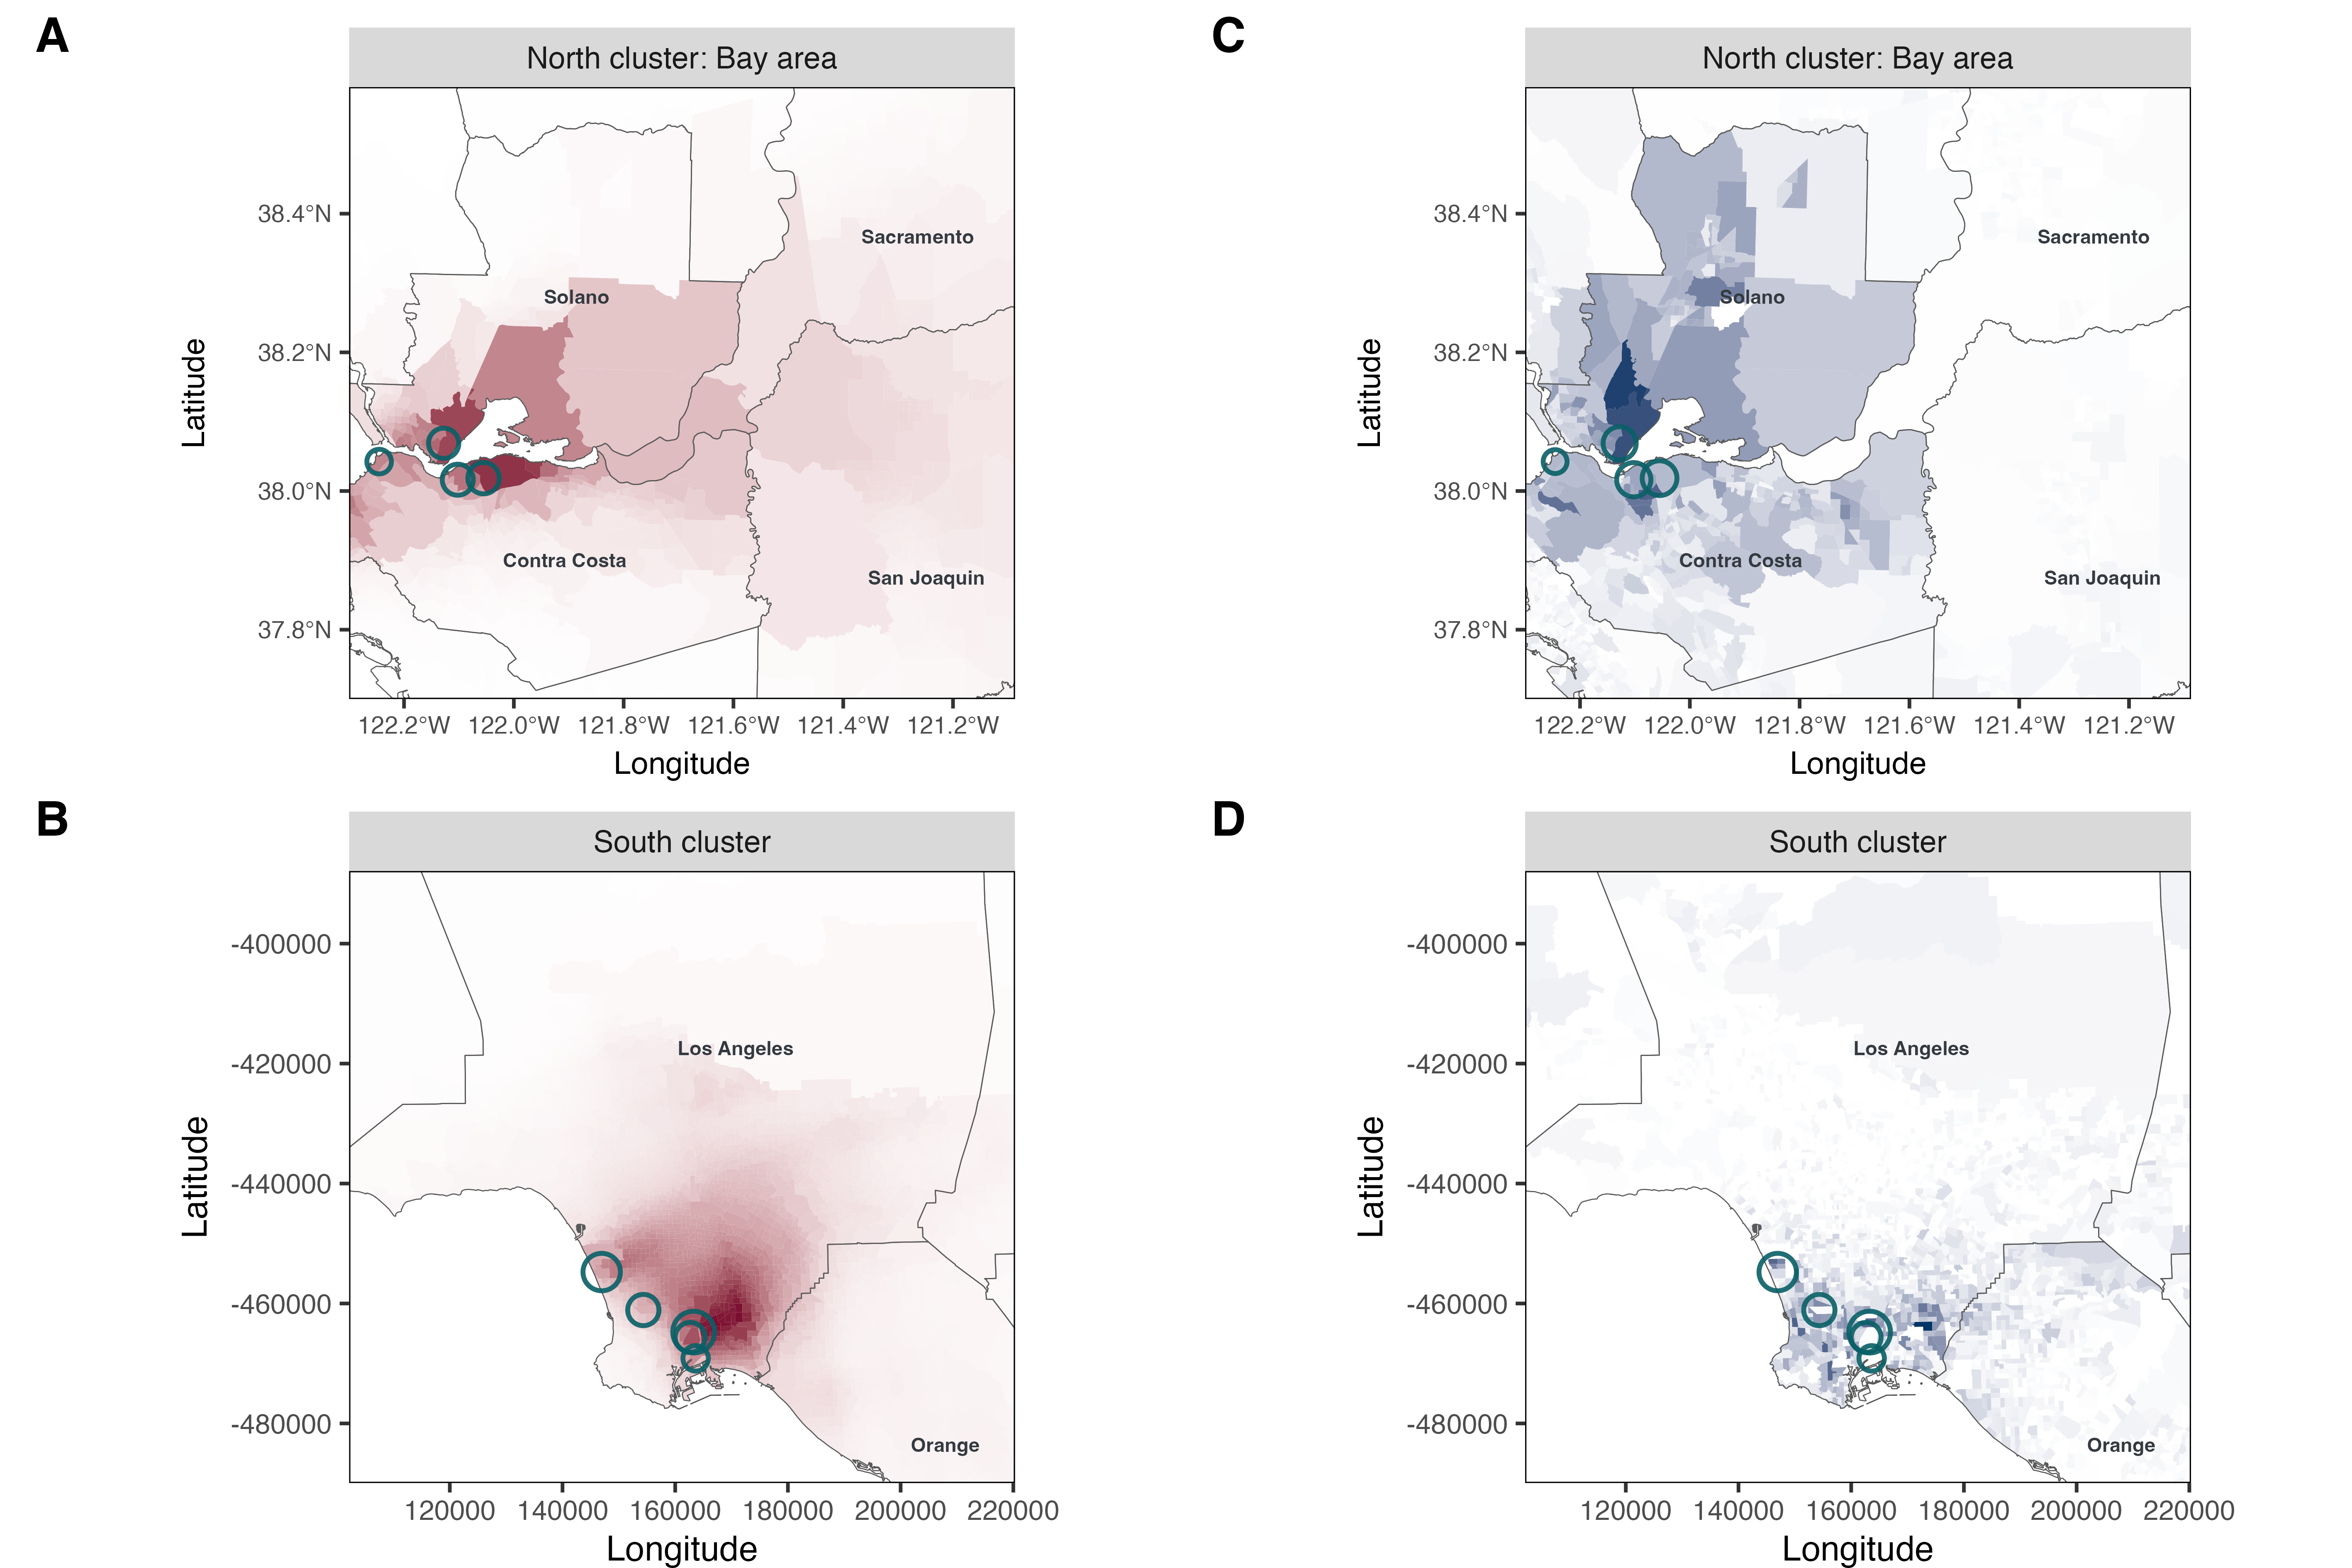 A
North cluster: Bay area
Latitude
38.4°N
38.2°N
38.0°N
37.8°N
Sacramento
Solano
Contra Costa
San Joaquin
122.2°W 122.0°W 121.8°W 121.6°W 121.4°W 121.2°W
Longitude
C
North cluster: Bay area
Latitude
38.4°N
38.2°N
38.0°N
37.8°N
Sacramento
Solano
Contra Costa
San Joaquin
122.2°W 122.0°W 121.8°W 121.6°W 121.4°W 121.2°W
Longitude
B
South cluster
Latitude
-400000
-420000
-440000
-460000
-480000
Los Angeles
Orange
120000 140000 160000 180000 200000 220000
Longitude
D
South cluster
Latitude
-400000
-420000
-440000
-460000
-480000
Los Angeles
Orange
120000 140000 160000 180000 200000 220000
Longitude